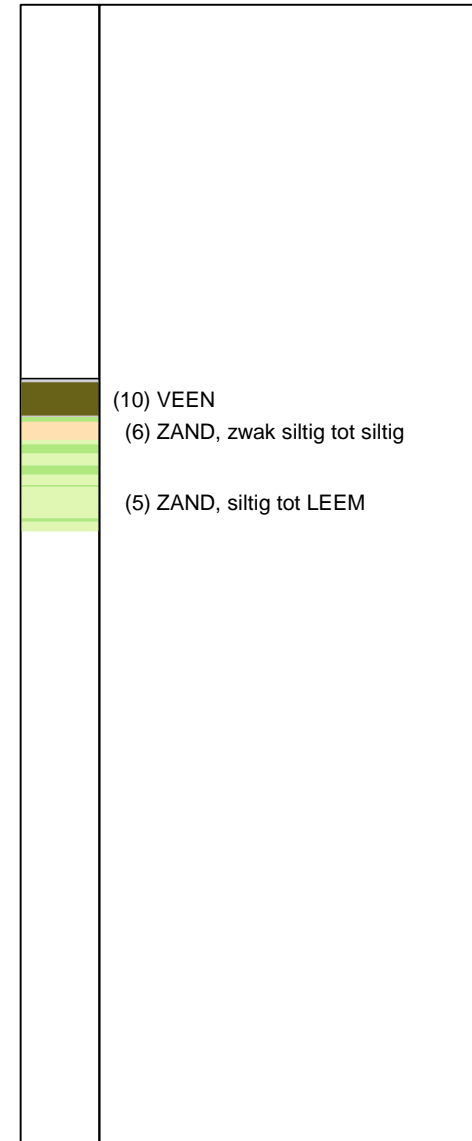 (10) VEEN
(6) ZAND, zwak siltig tot siltig
(5) ZAND, siltig tot LEEM